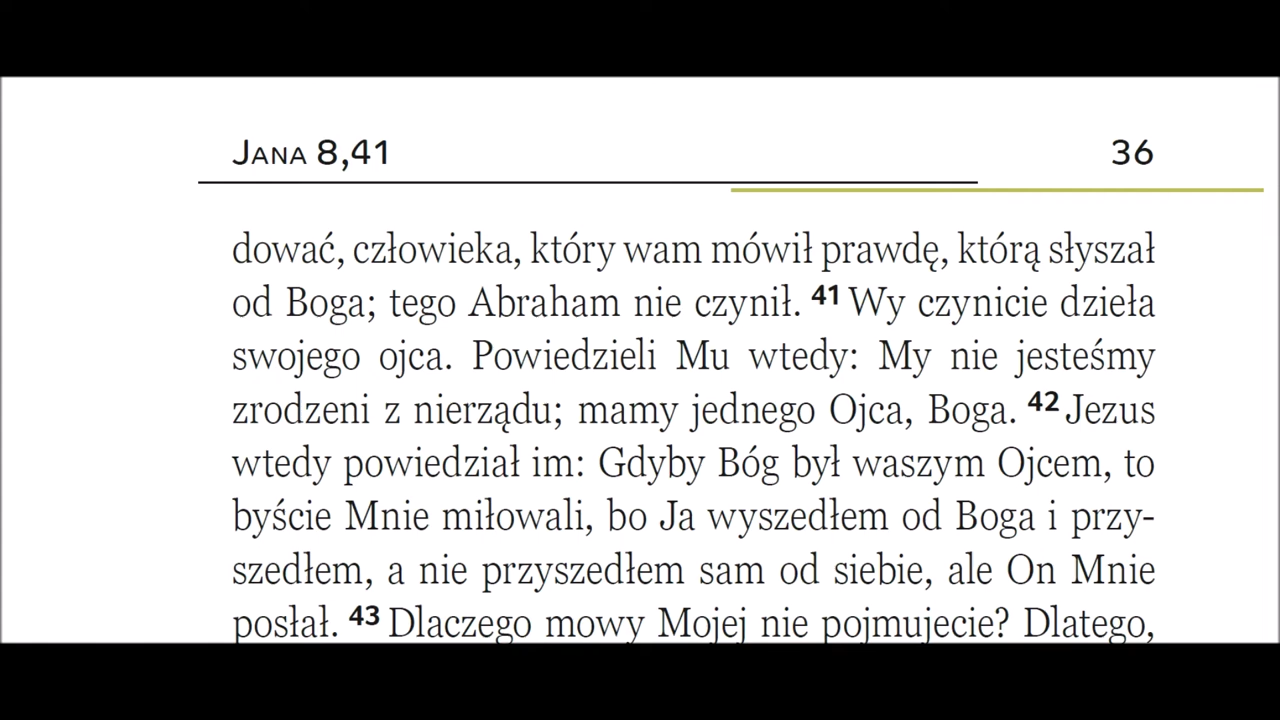 Jana 8,41 36
dować, człowieka, który wam mówił prawdę, którą słyszał
od Boga; tego Abraham nie czynił. 41 Wy czynicie dzieła
swojego ojca. Powiedzieli Mu wtedy: My nie jesteśmy
zrodzeni z nierządu; mamy jednego Ojca, Boga. 42 Jezus
wtedy powiedział im: Gdyby Bóg był waszym Ojcem, to
byście Mnie miłowali, bo Ja wyszedłem od Boga i przy-
szedłem, a nie przyszedłem sam od siebie, ale On Mnie
posłał. 43 Dlaczego mowy Mojej nie pojmujecie? Dlatego,